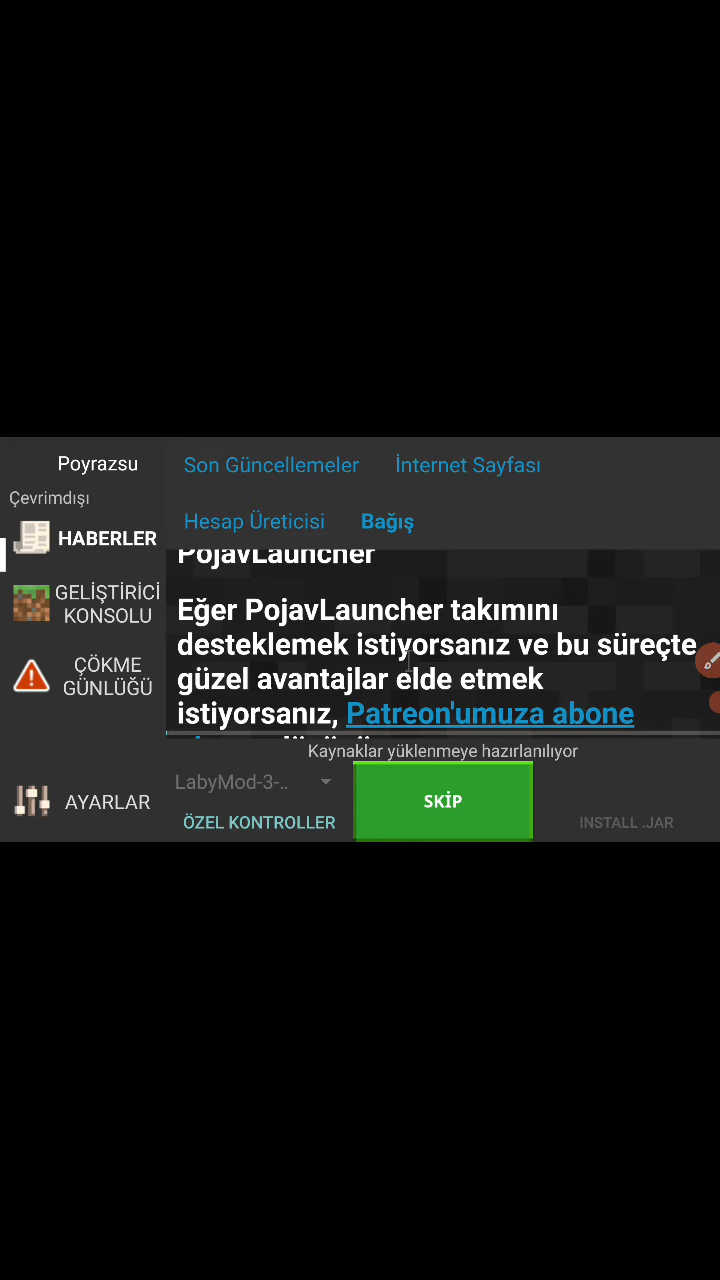 Poyrazsu
Çevrimdışı
HABERLER
GELİŞTİRİCİ
KONSOLU
ÇÖKME
GÜNLÜĞÜ
AYARLAR
Son Güncellemeler
İnternet Sayfası
Hesap Üreticisi
Bağış
PojavLauncher
Eğer PojavLauncher takımını
desteklemek istiyorsanız ve bu süreçte
güzel avantajlar elde etmek
istiyorsanız, Patreon'umuza abone
Kaynaklar yüklenmeye hazırlanılıyor
LabyMod-3-..
ÖZEL KONTROLLER
SKİP
INSTALL .JAR